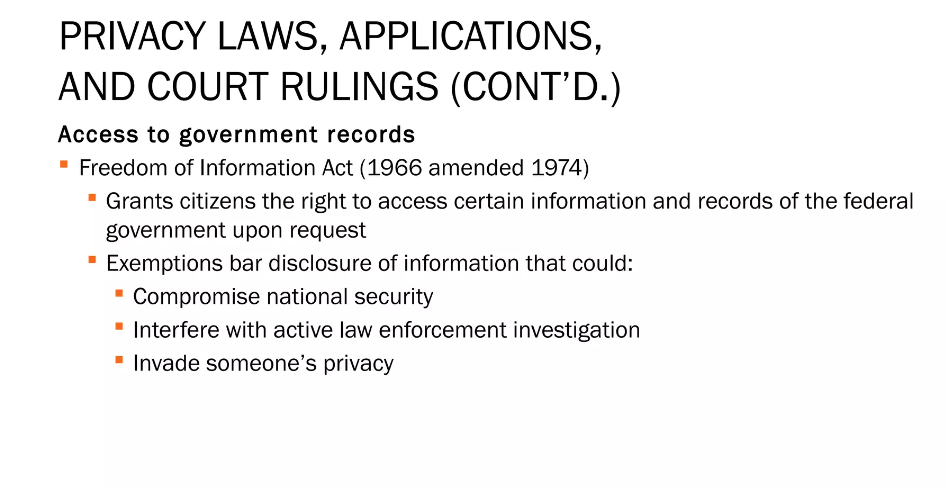 PRIVACY LAWS, APPLICATIONS,
AND COURT RULINGS (CONT’D.)
Access to government records
Freedom of Information Act (1966 amended 1974)
Grants citizens the right to access certain information and records of the federal
government upon request
Exemptions bar disclosure of information that could:
Compromise national security
Interfere with active law enforcement investigation
Invade someone’s privacy